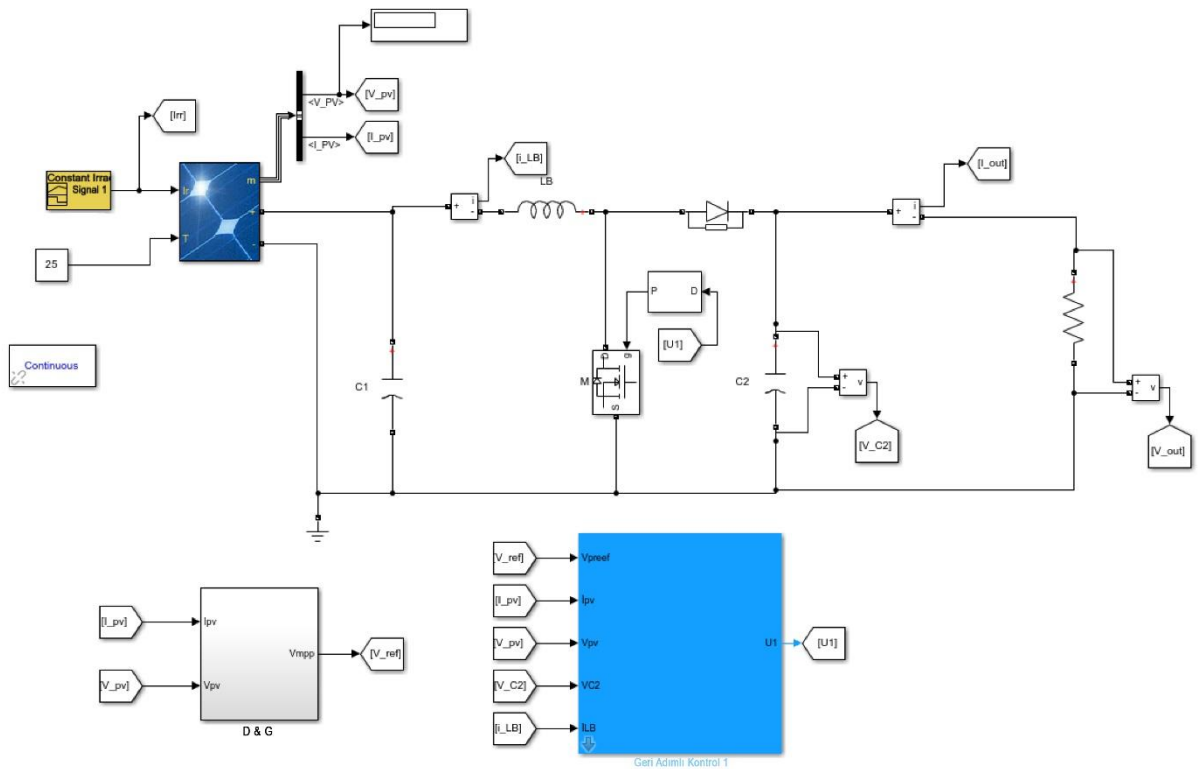 <V_PV>
[V_pv]
[Irr]
<I_PV>
[I_pv]
[i_LB]
LB
[I_out]
Constant Irra
Signal 1
Ir
m
+
-
T
25
i
+
-
i
+
-
P
D
[U1]
g
D
M
S
Continuous
C1
C2
+
-
v
[V_C2]
+
-
v
[V_out]
[V_ref]
Vpreef
[I_pv]
Ipv
[V_pv]
Vpv
U1
[U1]
[V_C2]
VC2
[i_LB]
ILB
Geri Adımlı Kontrol 1
[I_pv]
Ipv
Vmpp
[V_ref]
[V_pv]
Vpv
D & G